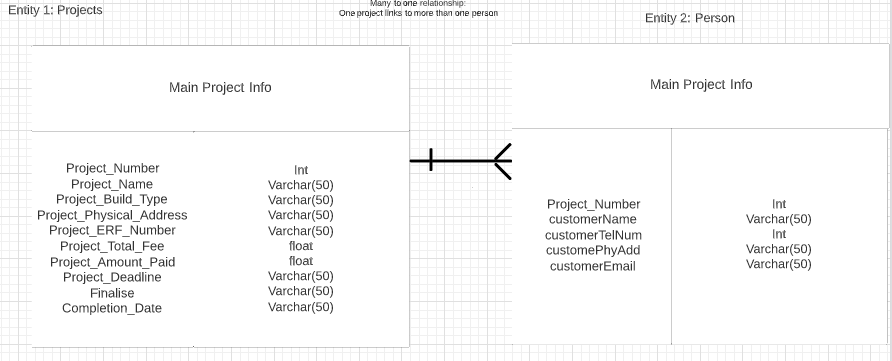 Entity 1: Projects
Many to one relationship:
One project links to more than one person
Entity 2: Person
Main Project Info
Project_Number Int
Project_Name Varchar(50)
Project_Build_Type Varchar(50)
Project_Physical_Address Varchar(50)
Project_ERF_Number Varchar(50)
Project_Total_Fee float
Project_Amount_Paid float
Project_Deadline Varchar(50)
Finalise Varchar(50)
Completion_Date Varchar(50)
Main Project Info
Project_Number Int
customerName Varchar(50)
customerTelNum Int
customePhyAdd Varchar(50)
customerEmail Varchar(50)